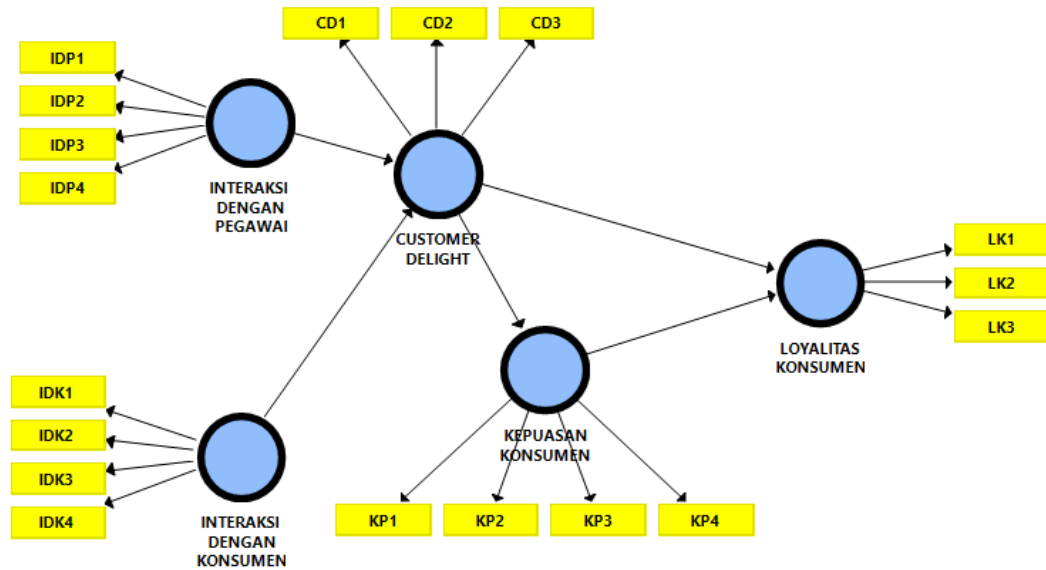 CD1
CD2
CD3
IDP1
IDP2
IDP3
IDP4
INTERAKSI
DENGAN
PEGAWAI
CUSTOMER
DELIGHT
LK1
LK2
LK3
LOYALITAS
KONSUMEN
IDK1
IDK2
IDK3
IDK4
INTERAKSI
DENGAN
KONSUMEN
KEPUASAN
KONSUMEN
KP1
KP2
KP3
KP4